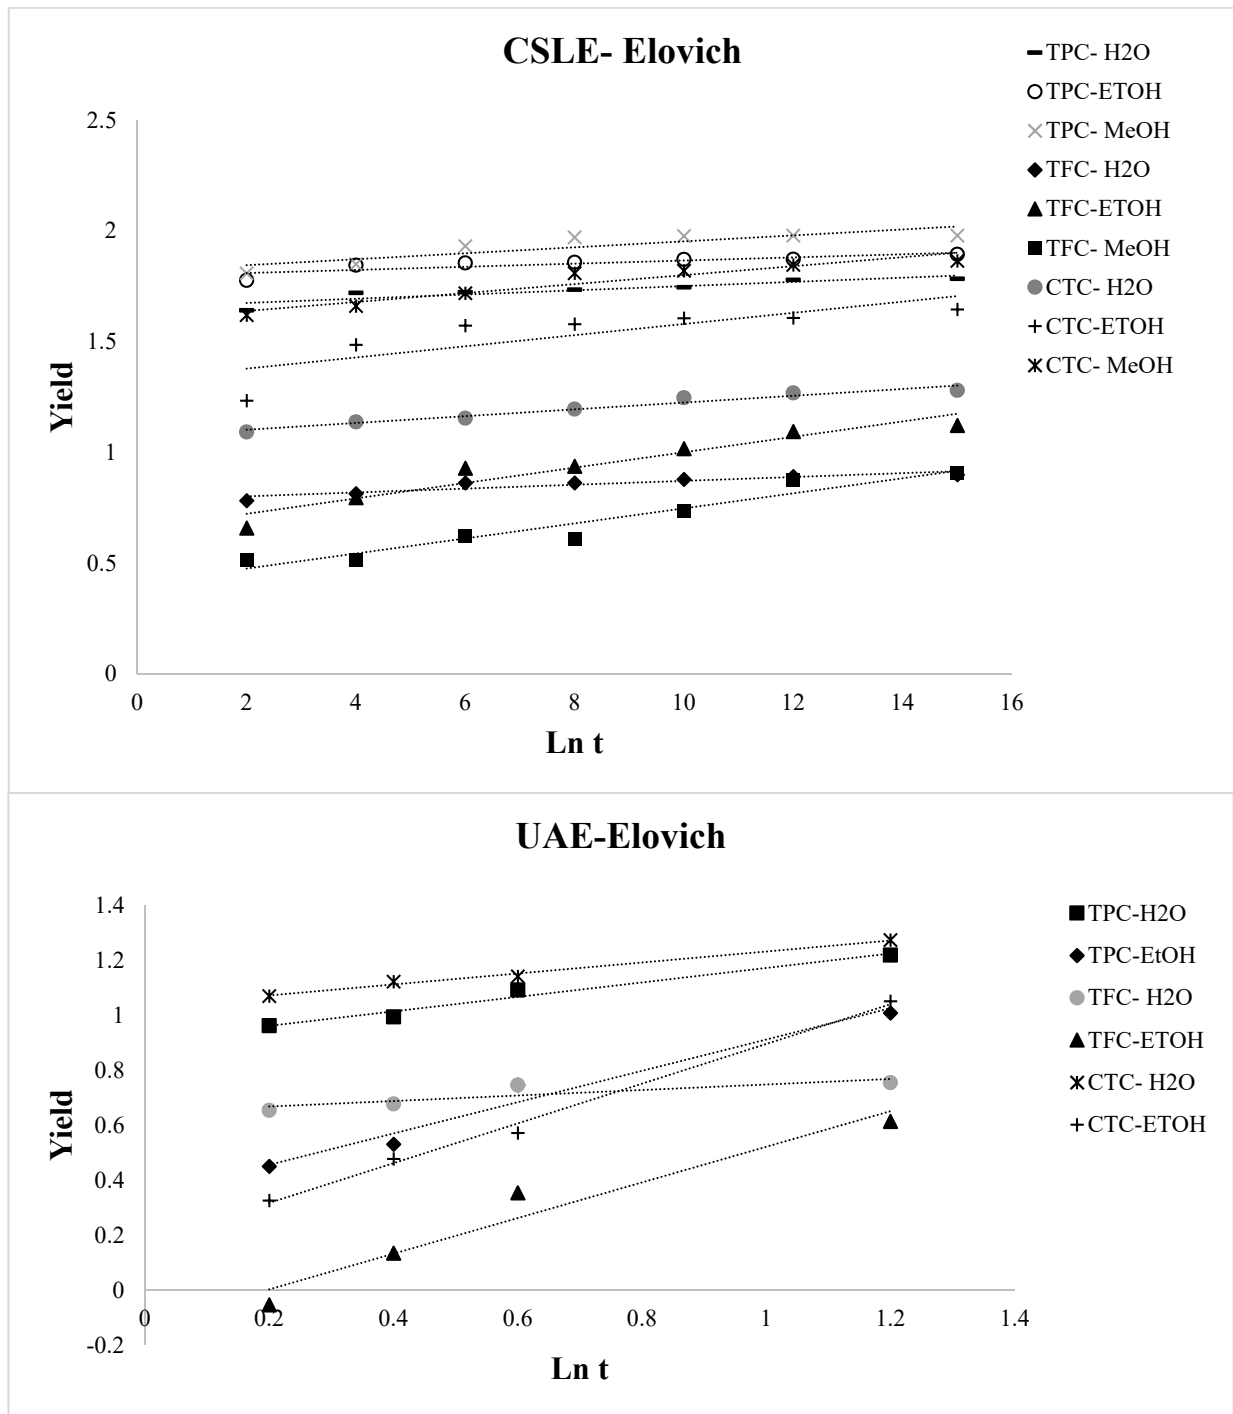 CSLE- Elovich
TPC- H2O
TPC-ETOH
TPC- MeOH
TFC- H2O
TFC-ETOH
TFC- MeOH
CTC- H2O
CTC-ETOH
CTC- MeOH
2.5
2
1.5
1
0.5
0
Yield
0 2 4 6 8 10 12 14 16
Ln t
UAE-Elovich
TPC-H2O
TPC-EtOH
TFC- H2O
TFC-ETOH
CTC- H2O
CTC-ETOH
1.4
1.2
1
0.8
0.6
0.4
0.2
0
-0.2
Yield
0 0.2 0.4 0.6 0.8 1 1.2 1.4
Ln t